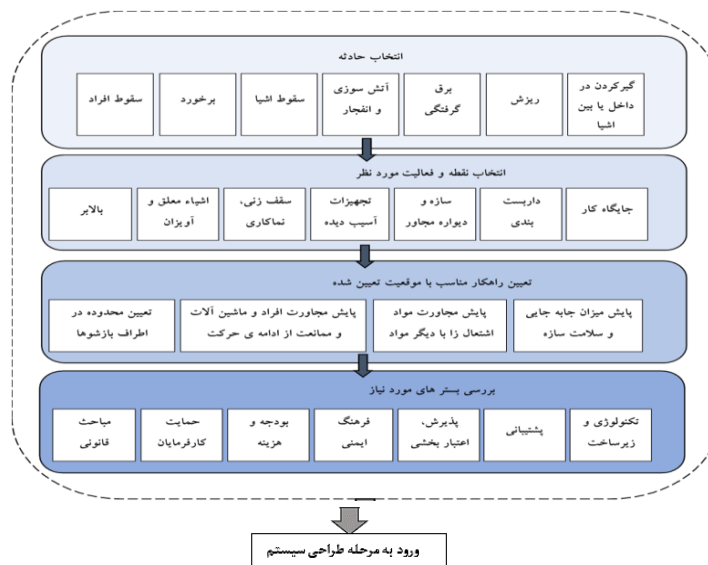 انتخاب حادثه
گیرکردن در
داخل یا بین
اشیا
ریزش
برق
گرفتگی
آتش سوزی
و انفجار
سقوط اشیا
برخورد
سقوط افراد
انتخاب نقطه و فعالیت مورد نظر
جایگاه کار
داربست
بندی
سازه و
دیواره مجاور
تجهیزات
آسیب دیده
سقف زنی،
نماکاری
اشیاء معلق و
آویزان
بالابر
تعیین راهکار مناسب با موقعیت تعیین شده
پایش میزان جابه جایی
و سلامت سازه
پایش مجاورت مواد
اشتعال زا با دیگر مواد
پایش مجاورت افراد و ماشین آلات
و ممانعت از ادامه ی حرکت
تعیین محدوده در
اطراف بازشوها
بررسی بستر های مورد نیاز
تکنولوژی و
زیرساخت
پشتیبانی
پذیرش،
اعتبار بخشی
فرهنگ
ایمنی
بودجه و
هزینه
حمایت
کارفرمایان
مباحث
قانونی
ورود به مرحله طراحی سیستم